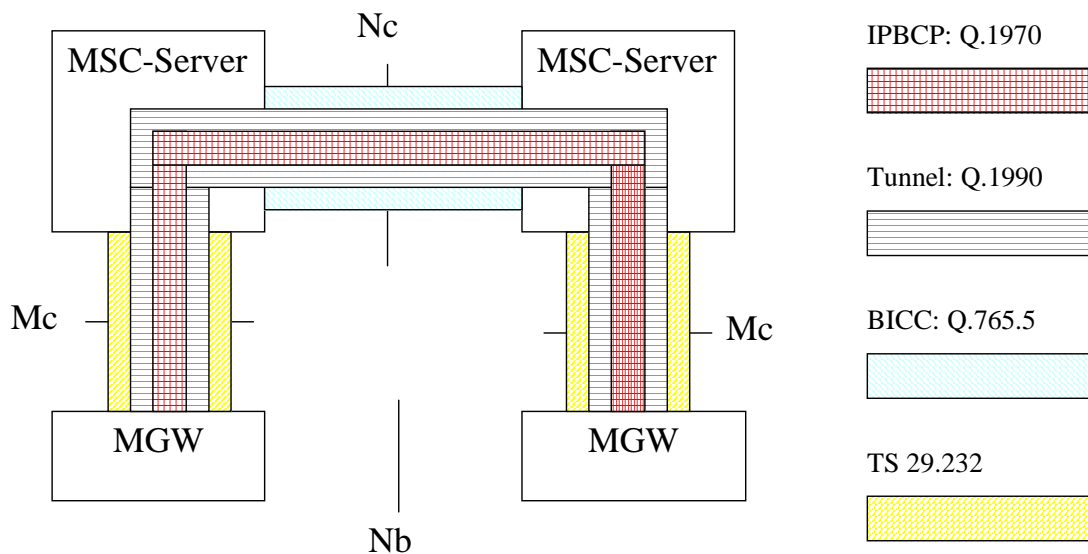 Nc
MSC-Server
MSC-Server
Mc
Mc
MGW
MGW
Nb
IPBCP: Q.1970
Tunnel: Q.1990
BICC: Q.765.5
TS 29.232